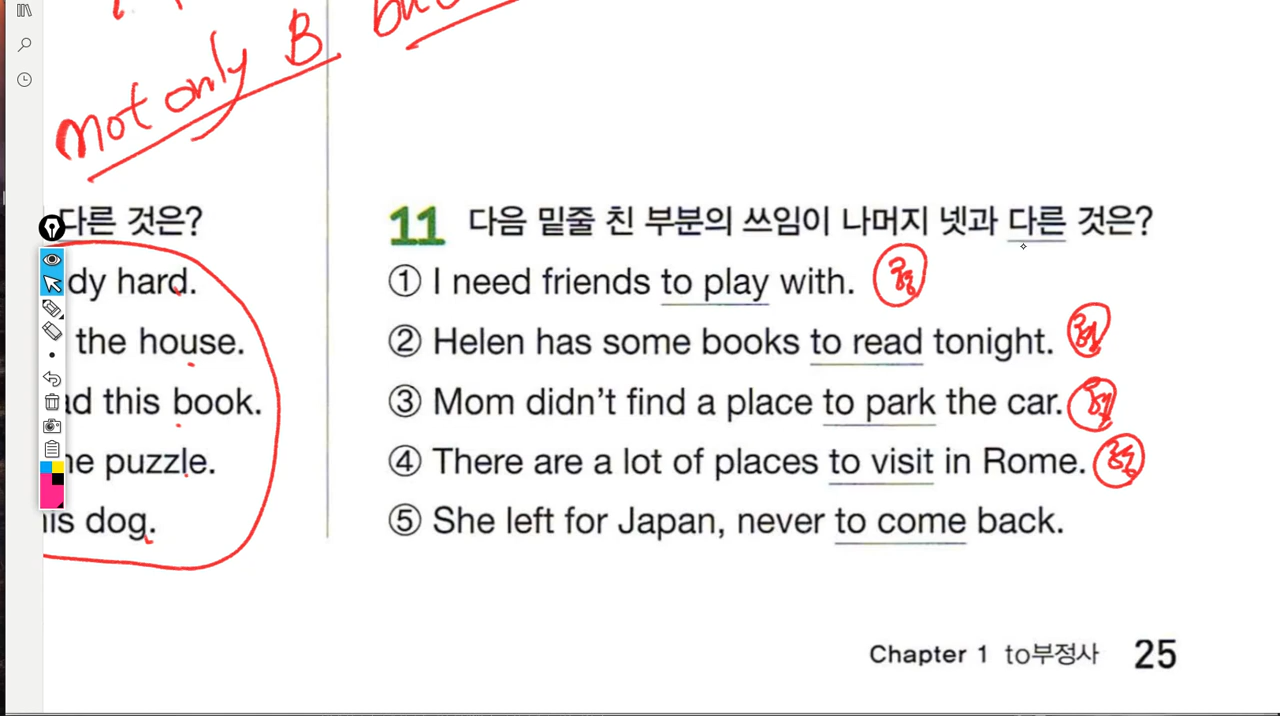 not only B
다른 것은?
dy hard.
the house.
ad this book.
ne puzzle.
his dog.
11 다음 밑줄 친 부분의 쓰임이 나머지 넷과 다른 것은?
① I need friends to play with.
② Helen has some books to read tonight.
③ Mom didn't find a place to park the car.
④ There are a lot of places to visit in Rome.
⑤ She left for Japan, never to come back.
Chapter 1 to부정사 25